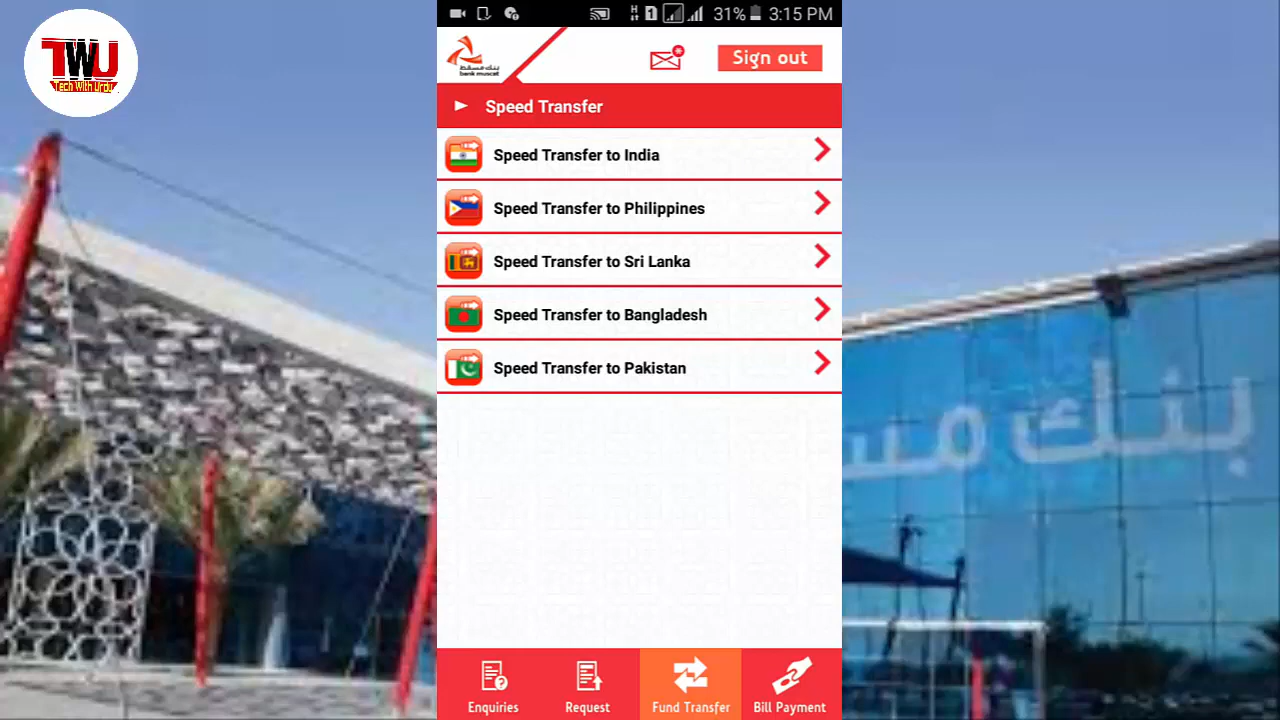 TWU
Tech With Urdu
31% 3:15 PM
بنك مسقط
bank muscat
Sign out
Speed Transfer
Speed Transfer to India
Speed Transfer to Philippines
Speed Transfer to Sri Lanka
Speed Transfer to Bangladesh
Speed Transfer to Pakistan
بنك مس
Enquiries
Request
Fund Transfer
Bill Payment